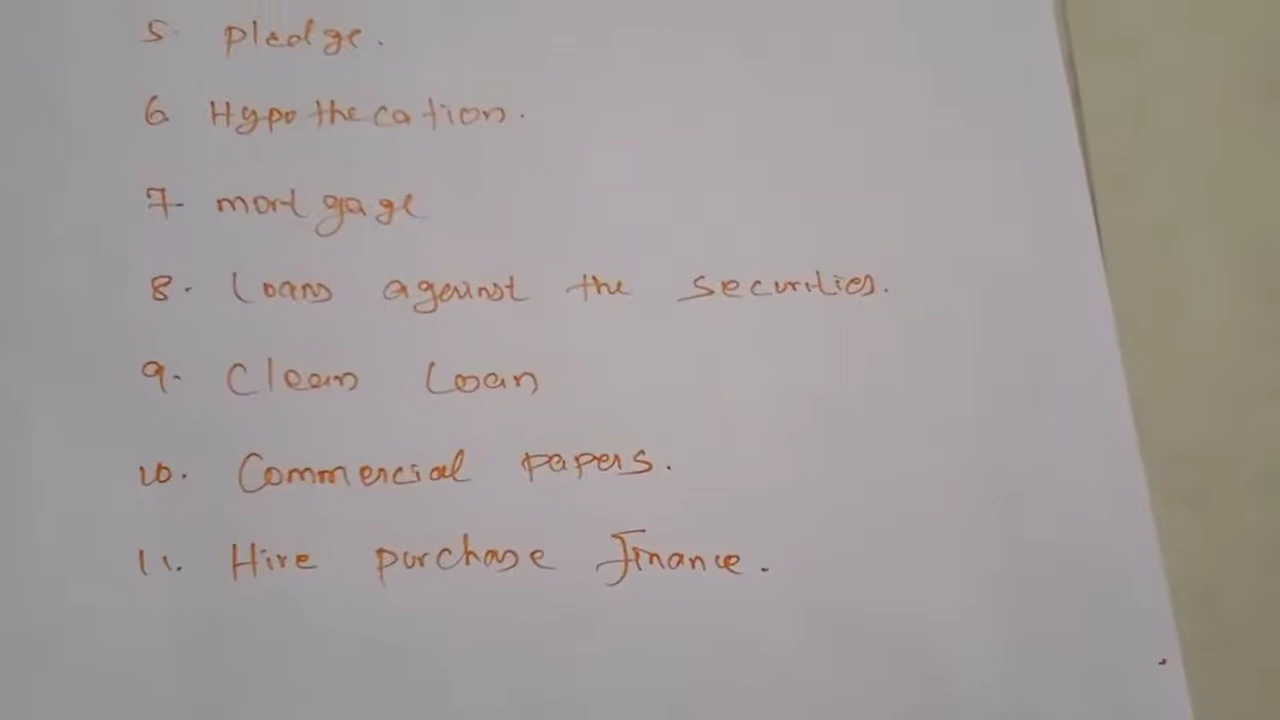 5. Pledge.
6. Hypothecation.
7 mortgage
8. Loans against the securities.
9. Clean Loan
10. Commercial papers.
11. Hire purchase Finance.